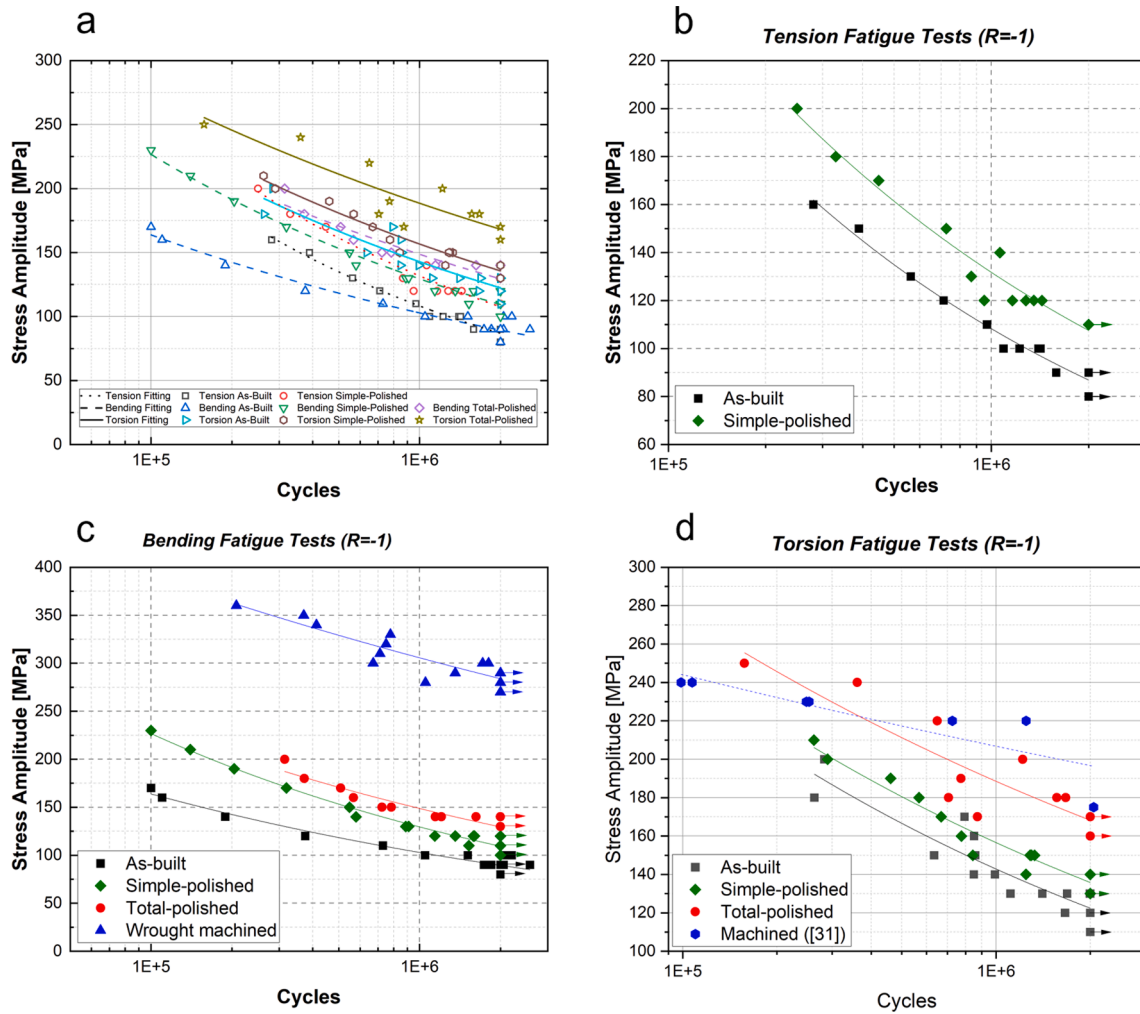 a
300
250
200
150
100
50
0
Stress Amplitude [MPa]
Tension Fitting Tension As-Built Tension Simple-Polished
Bending Fitting Bending As-Built Bending Simple-Polished Bending Total-Polished
Torsion Fitting Torsion As-Built Torsion Simple-Polished Torsion Total-Polished
1E+5 1E+6
Cycles
b
Tension Fatigue Tests (R=-1)
220
200
180
160
140
120
100
80
60
Stress Amplitude [MPa]
As-built
Simple-polished
1E+5 1E+6
Cycles
c
Bending Fatigue Tests (R=-1)
400
350
300
250
200
150
100
50
0
Stress Amplitude [MPa]
As-built
Simple-polished
Total-polished
Wrought machined
1E+5 1E+6
Cycles
d
Torsion Fatigue Tests (R=-1)
300
280
260
240
220
200
180
160
140
120
100
Stress Amplitude [MPa]
As-built
Simple-polished
Total-polished
Machined ([31])
1E+5 1E+6
Cycles